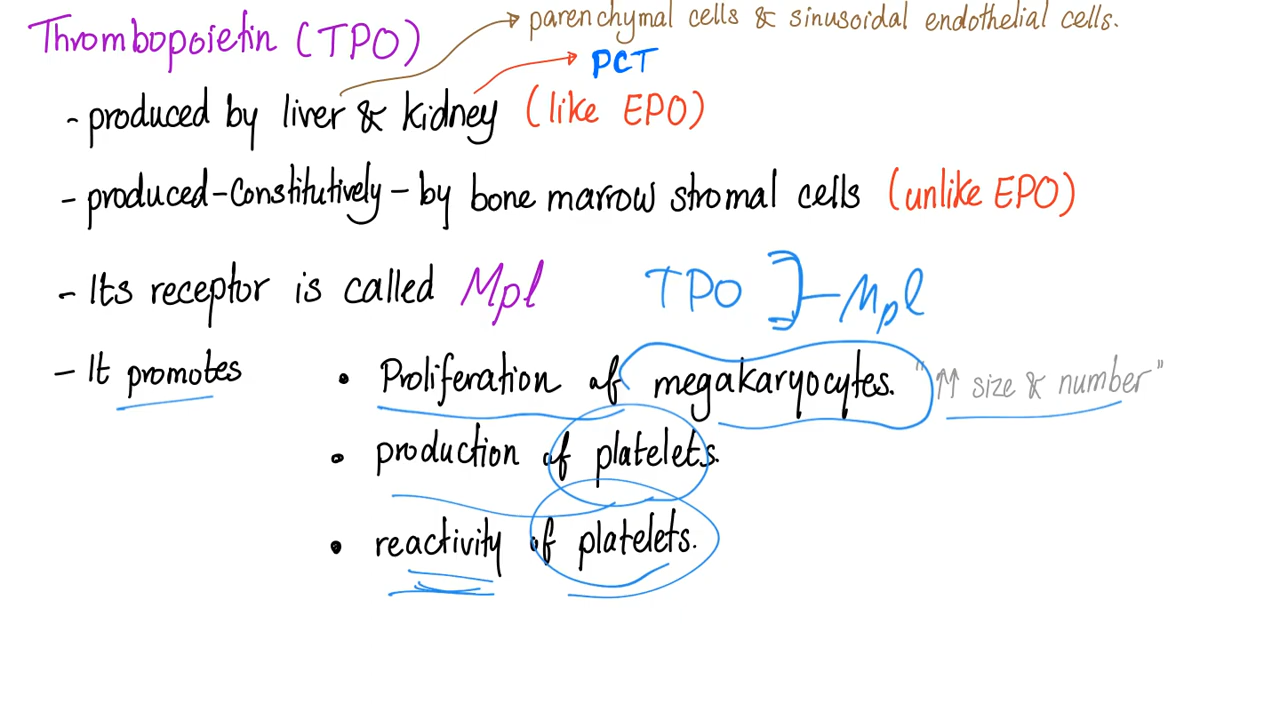 parenchymal cells & sinusoidal endothelial cells.
Thrombopoietin (TPO)
PCT
- produced by liver & kidney (like EPO)
- produced-Constitutively-by bone marrow stromal cells (unlike EPO)
- Its receptor is called Mpl TPO ]-Mpl
- It promotes • Proliferation of megakaryocytes. "⇈ size & number"
• production of platelets.
• reactivity of platelets.